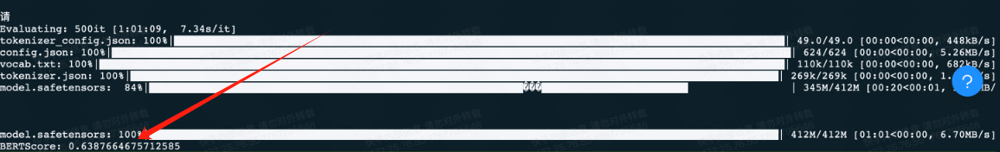 请
Evaluating: 500it [1:01:09,  7.34s/it]
tokenizer_config.json: 100%| | 49.0/49.0 [00:00<00:00, 448kB/s]
config.json: 100%| | 624/624 [00:00<00:00, 5.26MB/s]
vocab.txt: 100%| | 110k/110k [00:00<00:00, 682kB/s]
tokenizer.json: 100%| | 269k/269k [00:00<00:00, 1.
model.safetensors:  84%| | 345M/412M [00:20<00:01,
model.safetensors: 100% | 412M/412M [01:01<00:00, 6.70MB/s]
BERTScore: 0.6387664675712585